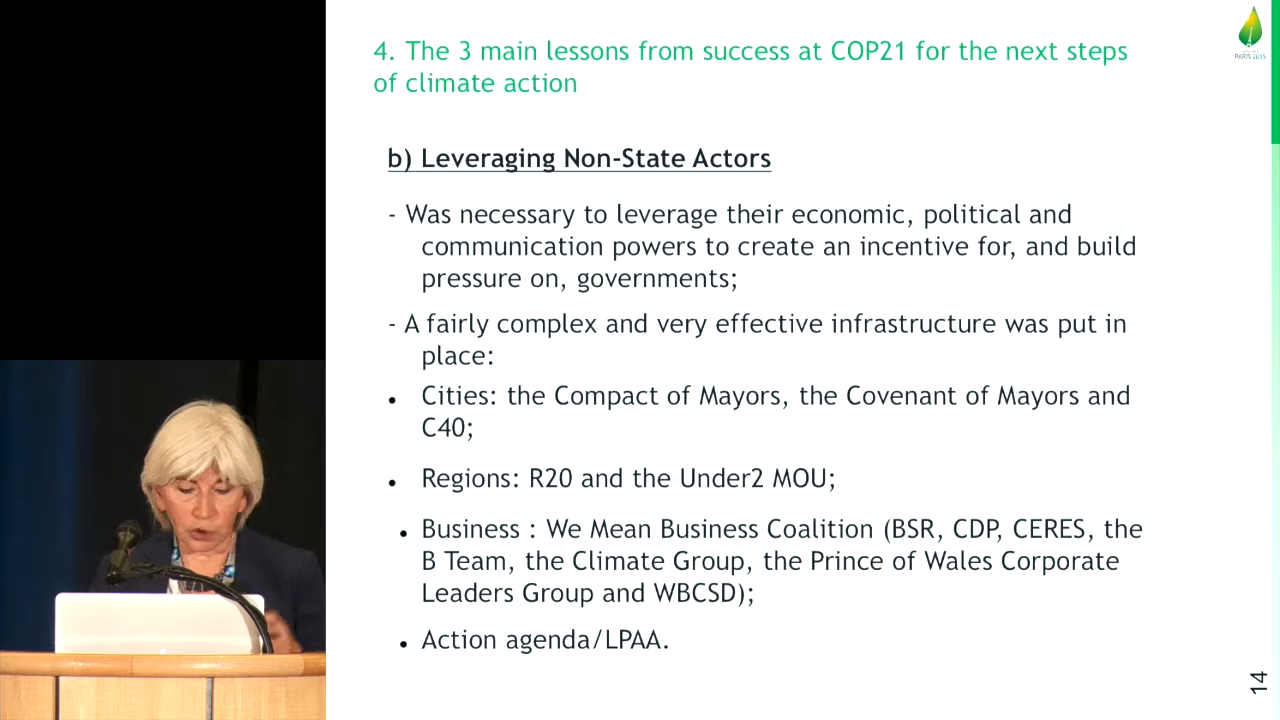 4. The 3 main lessons from success at COP21 for the next steps
of climate action
PARIS 2015
b) Leveraging Non-State Actors
- Was necessary to leverage their economic, political and
communication powers to create an incentive for, and build
pressure on, governments;
- A fairly complex and very effective infrastructure was put in
place:
• Cities: the Compact of Mayors, the Covenant of Mayors and
C40;
• Regions: R20 and the Under2 MOU;
• Business : We Mean Business Coalition (BSR, CDP, CERES, the
B Team, the Climate Group, the Prince of Wales Corporate
Leaders Group and WBCSD);
• Action agenda/LPAA.
14